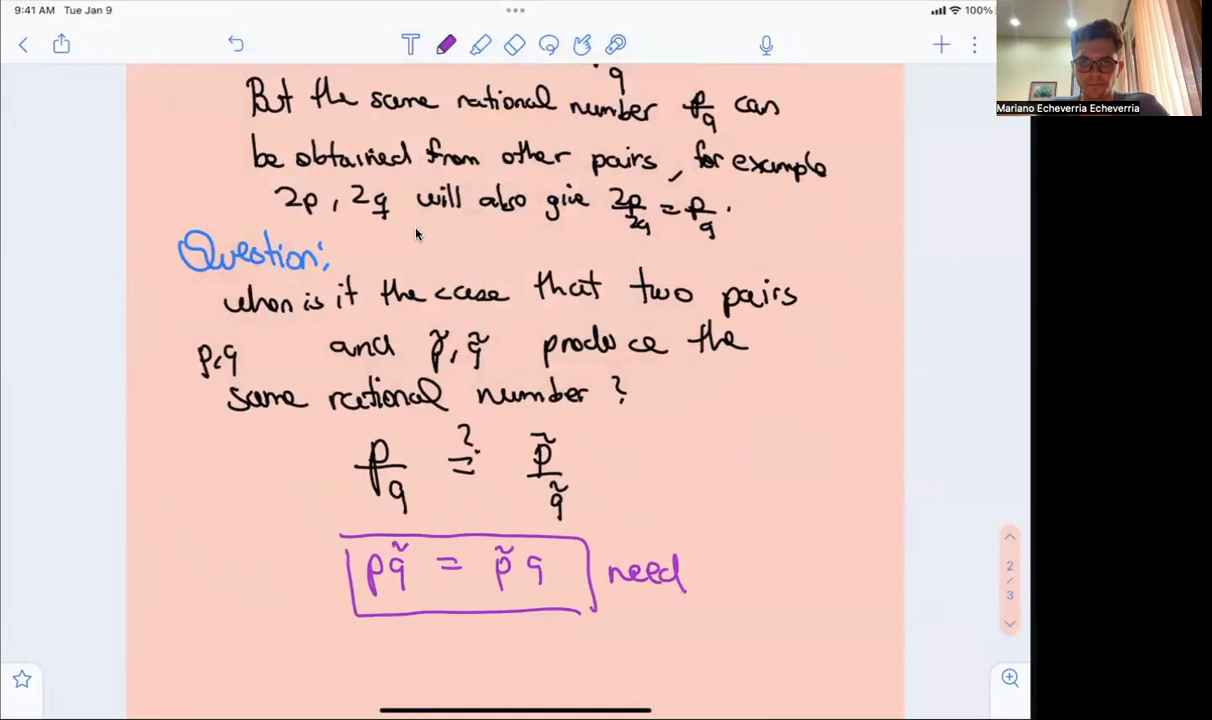 9:41 AM Tue Jan 9
100%
Mariano Echeverria Echeverria
q
But the same rational number p/q can
be obtained from other pairs, for example
2p, 2q will also give 2p/2q = p/q.
Question:
when is it the case that two pairs
p,q and p̃, q̃ produce the
same rational number?
p/q ≟ p̃/q̃
pq̃ = p̃q need
2
/
3